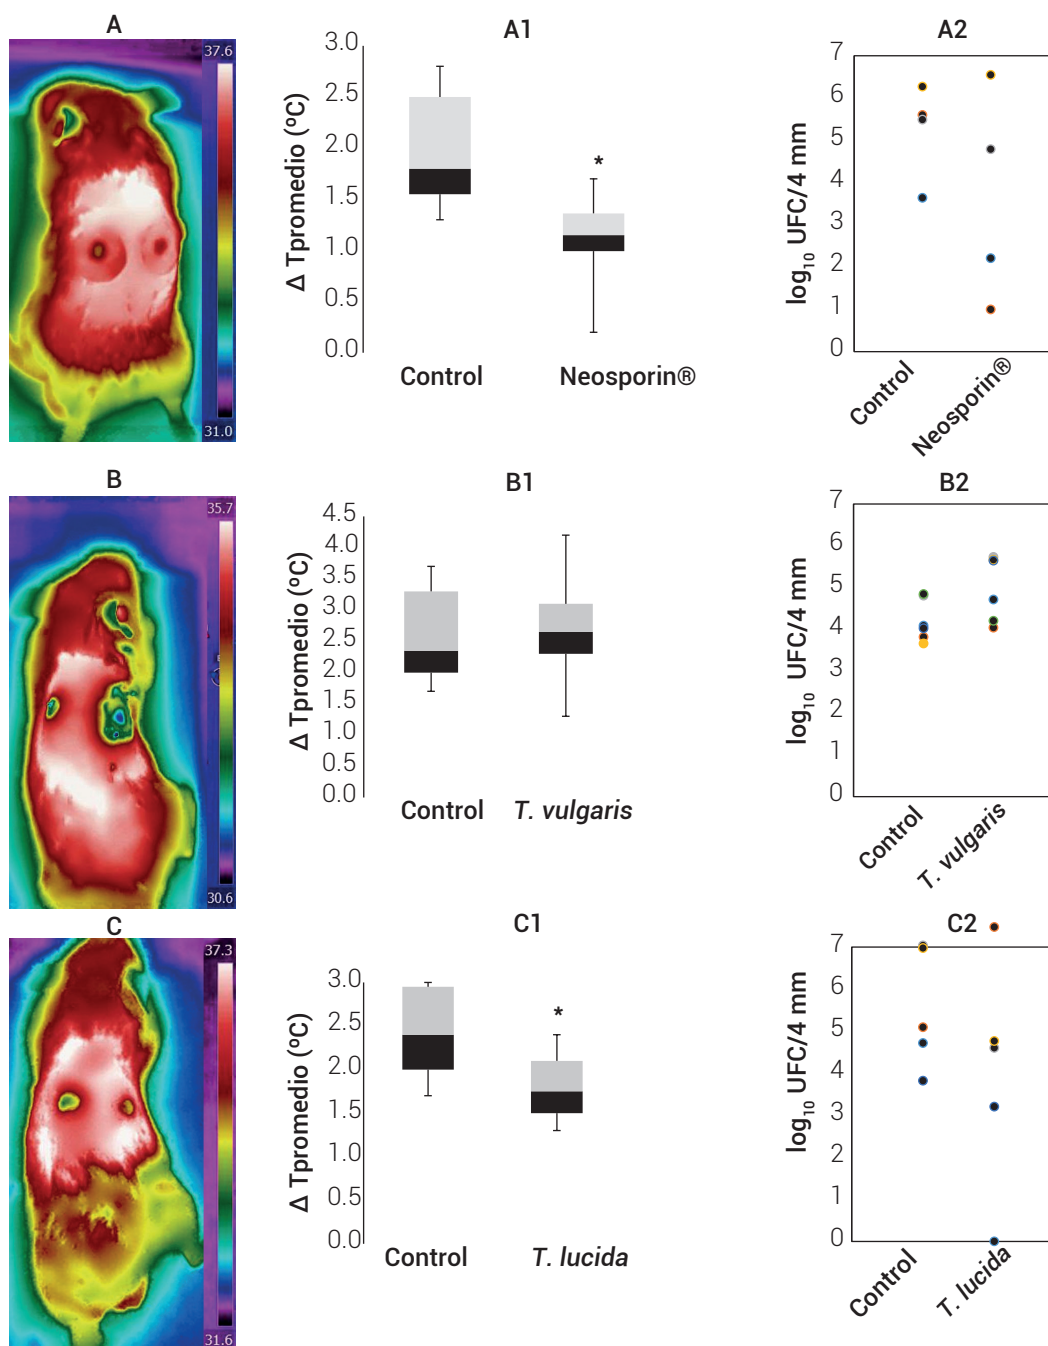 A
37.6
31.0
A1
Δ Tpromedio (ºC)
3.0
2.5
2.0
1.5
1.0
0.5
0.0
*
Control
Neosporin®
A2
log₁₀ UFC/4 mm
7
6
5
4
3
2
1
0
Control
Neosporin®
B
35.7
30.6
B1
Δ Tpromedio (ºC)
4.5
4.0
3.5
3.0
2.5
2.0
1.5
1.0
0.5
0.0
Control
T. vulgaris
B2
log₁₀ UFC/4 mm
7
6
5
4
3
2
1
0
Control
T. vulgaris
C
37.3
31.6
C1
Δ Tpromedio (ºC)
3.0
2.5
2.0
1.5
1.0
0.5
0.0
*
Control
T. lucida
C2
log₁₀ UFC/4 mm
7
6
5
4
3
2
1
0
Control
T. lucida